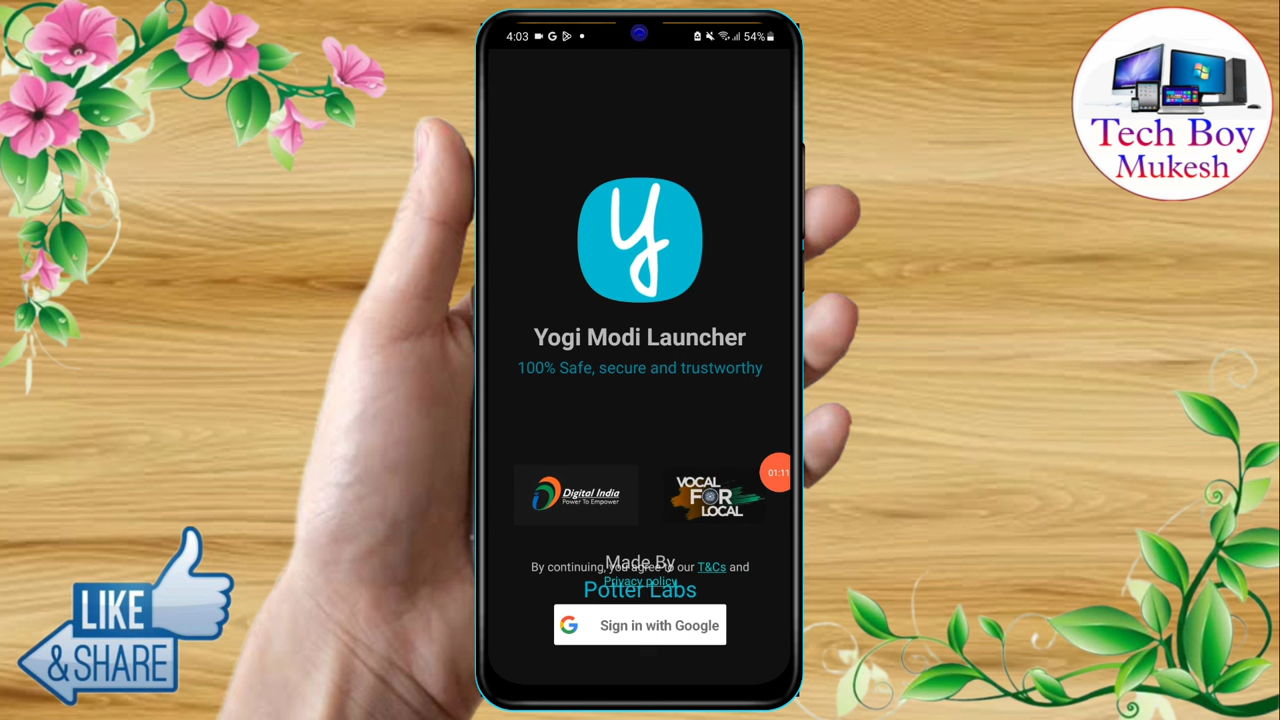 4:03
54%
Tech Boy
Mukesh
Yogi Modi Launcher
100% Safe, secure and trustworthy
01:11
Digital India
Power To Empower
VOCAL
FOR
LOCAL
Made By
By continuing, you agree to our T&Cs and
Privacy policy
Potter Labs
Sign in with Google
LIKE
&SHARE